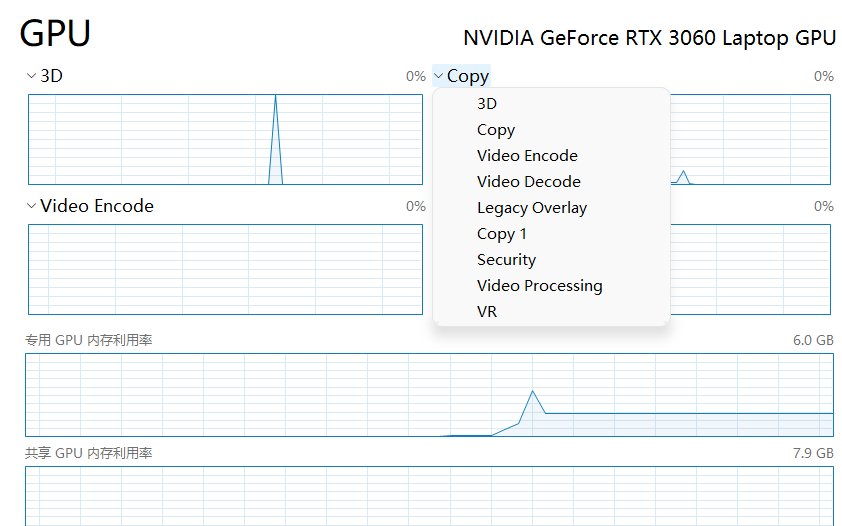 GPU
NVIDIA GeForce RTX 3060 Laptop GPU
3D 0%
Copy 0%
3D
Copy
Video Encode
Video Decode
Legacy Overlay
Copy 1
Security
Video Processing
VR
Video Encode 0%
0%
专用 GPU 内存利用率 6.0 GB
共享 GPU 内存利用率 7.9 GB